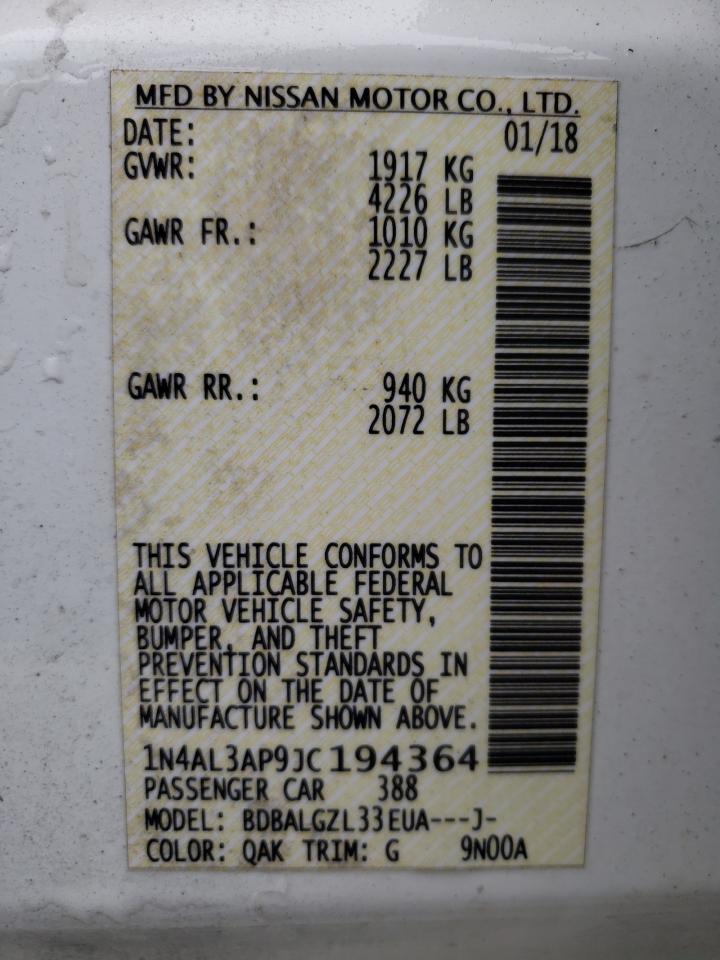 MFD BY NISSAN MOTOR CO., LTD.
DATE: 01/18
GVWR: 1917 KG
4226 LB
GAWR FR.: 1010 KG
2227 LB
GAWR RR.: 940 KG
2072 LB
THIS VEHICLE CONFORMS TO
ALL APPLICABLE FEDERAL
MOTOR VEHICLE SAFETY,
BUMPER, AND THEFT
PREVENTION STANDARDS IN
EFFECT ON THE DATE OF
MANUFACTURE SHOWN ABOVE.
1N4AL3AP9JC194364
PASSENGER CAR 388
MODEL: BDBALGZL33EUA---J-
COLOR: QAK TRIM: G 9N00A